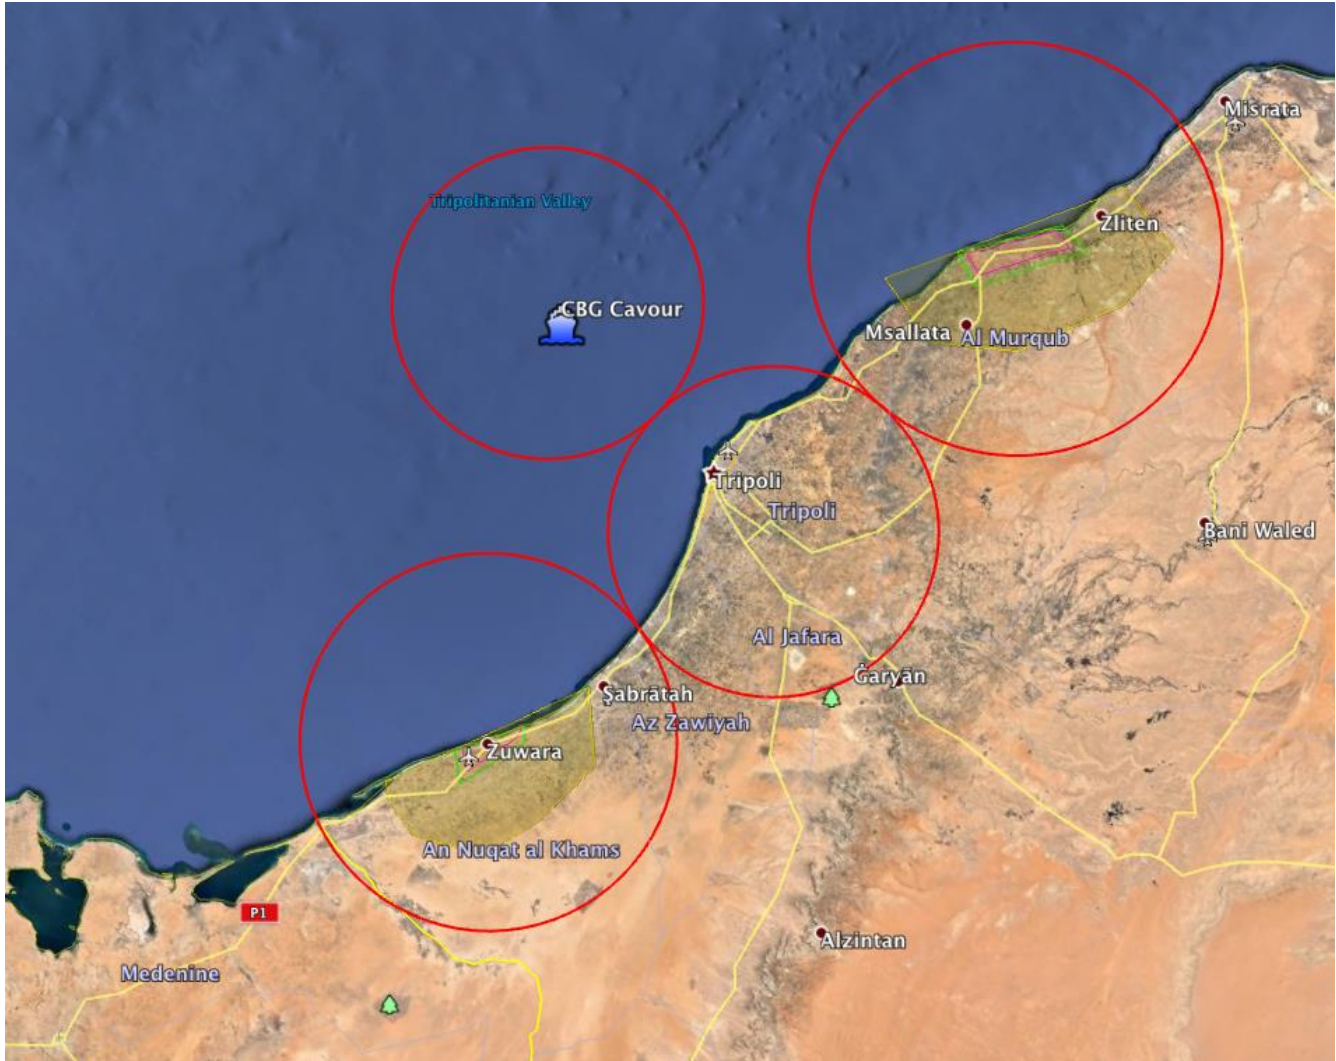 Misrata
Tripolitanian Valley
Zliten
CBG Cavour
Msallata
Al Murqub
Tripoli
Tripoli
Bani Waled
Al Jafara
Ġaryān
Şabrātah
Az Zawiyah
Zuwara
An Nuqat al Khams
P1
Alzintan
Medenine